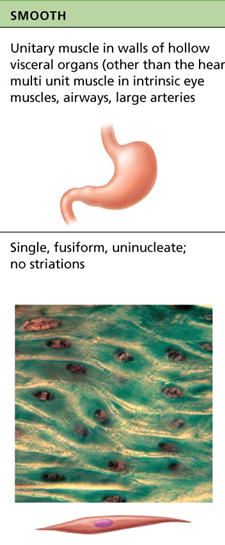 SMOOTH
Unitary muscle in walls of hollow
visceral organs (other than the hear
multi unit muscle in intrinsic eye
muscles, airways, large arteries
Single, fusiform, uninucleate;
no striations